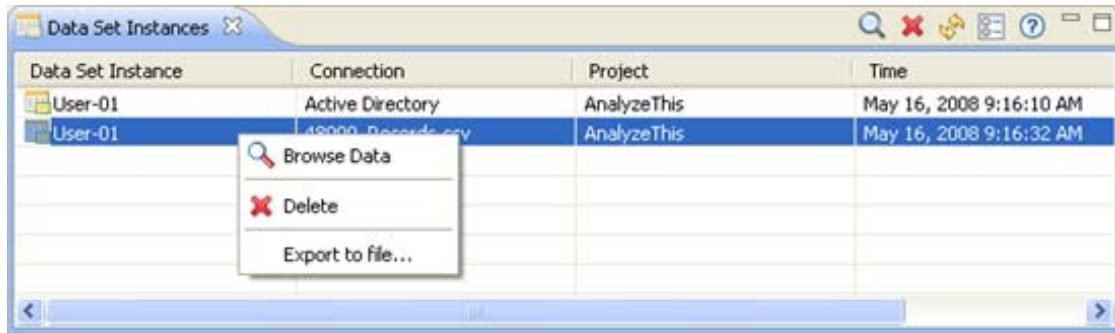 Data Set Instances
Data Set Instance Connection Project Time
User-01 Active Directory AnalyzeThis May 16, 2008 9:16:10 AM
User-01 AnalyzeThis May 16, 2008 9:16:32 AM
Browse Data
Delete
Export to file...